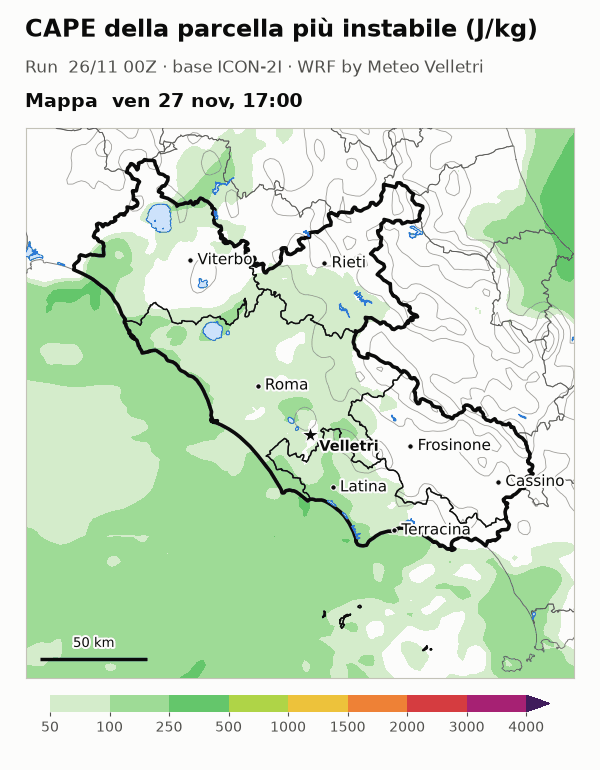 CAPE della parcella più instabile (J/kg)
Run  26/11 00Z · base ICON-2I · WRF by Meteo Velletri
Mappa  ven 27 nov, 17:00
Viterbo
Rieti
Roma
Velletri
Frosinone
Latina
Cassino
Terracina
50 km
50 100 250 500 1000 1500 2000 3000 4000